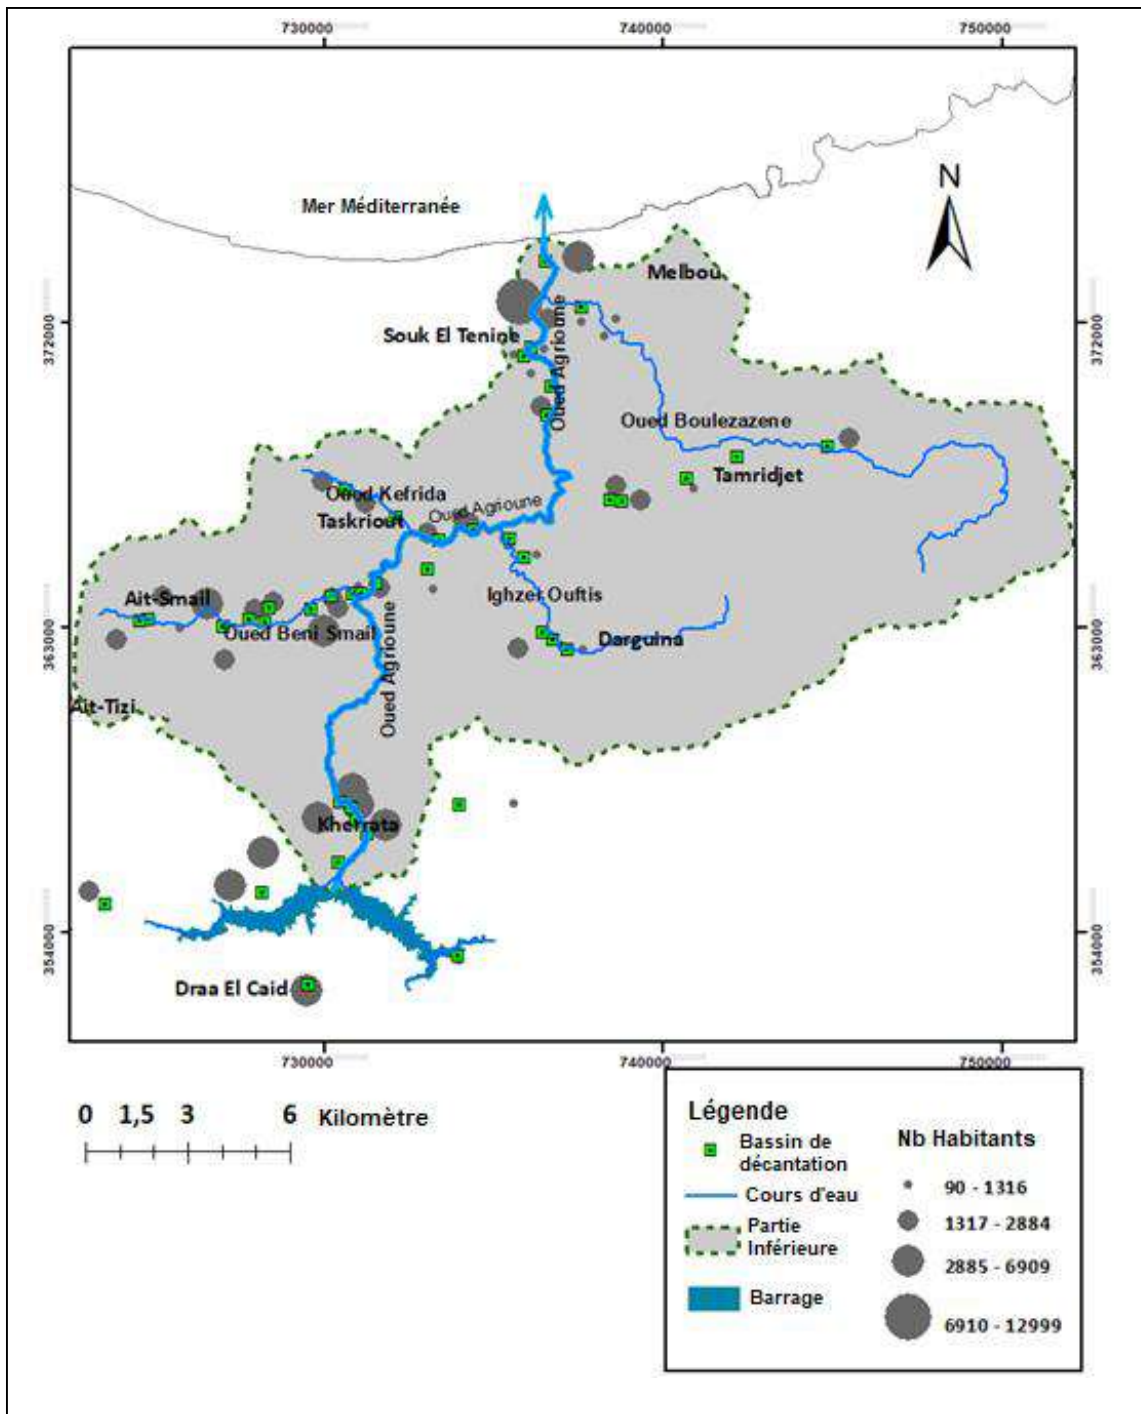 730000
740000
750000
N
Mer Méditerranée
Melbou
372000
372000
Souk El Tenine
Oued Agrioune
Oued Boulezazene
Tamridjet
Oued Kefrida
Oued Agrioune
Taskriout
Ait-Smail
Ighzer Ouftis
Oued Beni Smail
Darguina
363000
363000
Oued Agrioune
Ait-Tizi
Kherrata
354000
354000
Draa El Caid
730000
740000
750000
0 1,5 3 6 Kilomètre
Légende
Bassin de
décantation
Cours d'eau
Partie
Inférieure
Barrage
Nb Habitants
90 - 1316
1317 - 2884
2885 - 6909
6910 - 12999